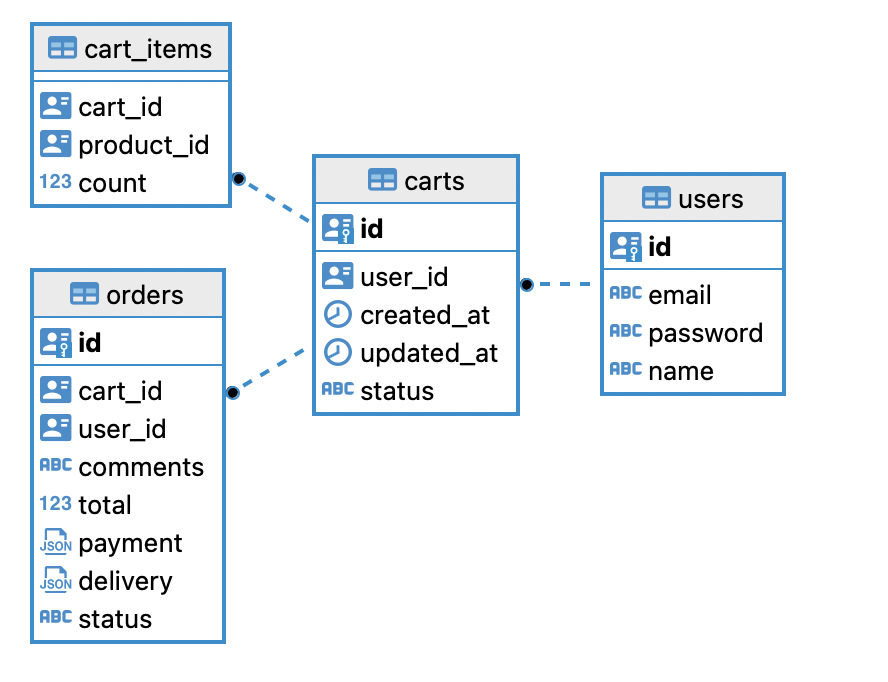 cart_items
cart_id
product_id
123 count
carts
id
user_id
created_at
updated_at
ABC status
users
id
ABC email
ABC password
ABC name
orders
id
cart_id
user_id
ABC comments
123 total
JSON payment
JSON delivery
ABC status